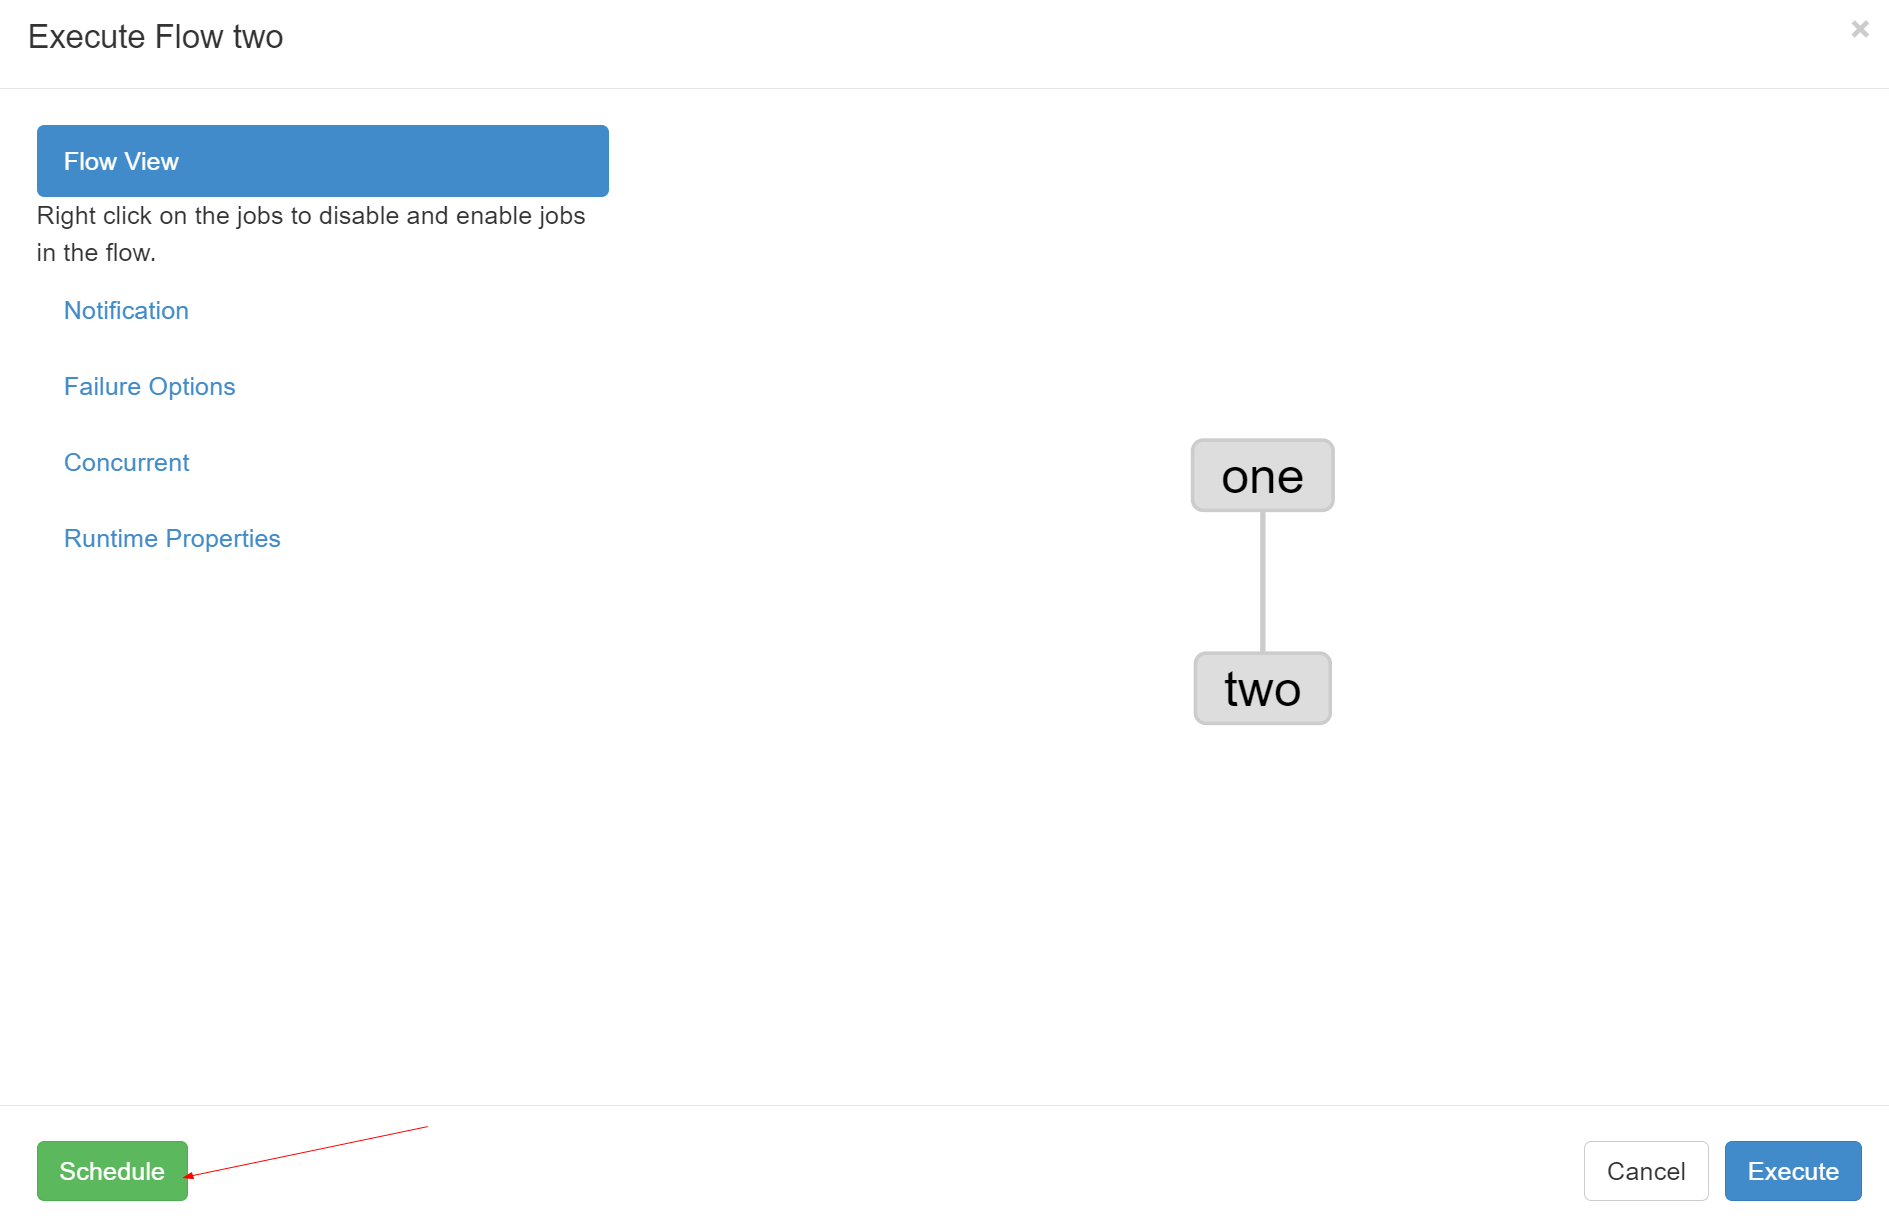 Execute Flow two
×
Flow View
Right click on the jobs to disable and enable jobs
in the flow.
Notification
Failure Options
Concurrent
Runtime Properties
one
two
Schedule
Cancel
Execute